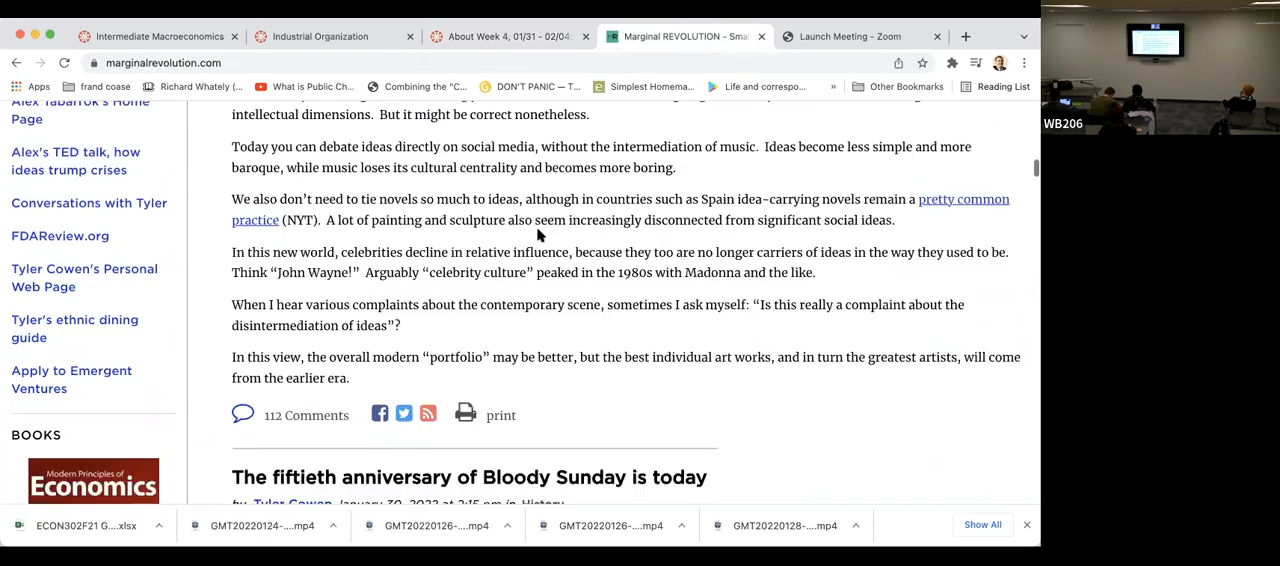 Intermediate Macroeconomics
Industrial Organization
About Week 4, 01/31 - 02/04
Marginal REVOLUTION - Sma
Launch Meeting - Zoom
marginalrevolution.com
Apps
frand coase
Richard Whately (...
What is Public Ch...
Combining the "C...
DON'T PANIC — T...
Simplest Homema...
Life and correspo...
»
Other Bookmarks
Reading List
WB206
Alex Tabarrok's Home
Page
Alex's TED talk, how
ideas trump crises
Conversations with Tyler
FDAReview.org
Tyler Cowen's Personal
Web Page
Tyler's ethnic dining
guide
Apply to Emergent
Ventures
BOOKS
Modern Principles of
Economics
intellectual dimensions.  But it might be correct nonetheless.
Today you can debate ideas directly on social media, without the intermediation of music.  Ideas become less simple and more
baroque, while music loses its cultural centrality and becomes more boring.
We also don't need to tie novels so much to ideas, although in countries such as Spain idea-carrying novels remain a pretty common
practice (NYT).  A lot of painting and sculpture also seem increasingly disconnected from significant social ideas.
In this new world, celebrities decline in relative influence, because they too are no longer carriers of ideas in the way they used to be.
Think “John Wayne!”  Arguably “celebrity culture” peaked in the 1980s with Madonna and the like.
When I hear various complaints about the contemporary scene, sometimes I ask myself: “Is this really a complaint about the
disintermediation of ideas”?
In this view, the overall modern “portfolio” may be better, but the best individual art works, and in turn the greatest artists, will come
from the earlier era.
112 Comments
print
The fiftieth anniversary of Bloody Sunday is today
by Tyler Cowen January 30, 2022 at 2:15 pm in History
ECON302F21 G....xlsx
GMT20220124-....mp4
GMT20220126-....mp4
GMT20220126-....mp4
GMT20220128-....mp4
Show All